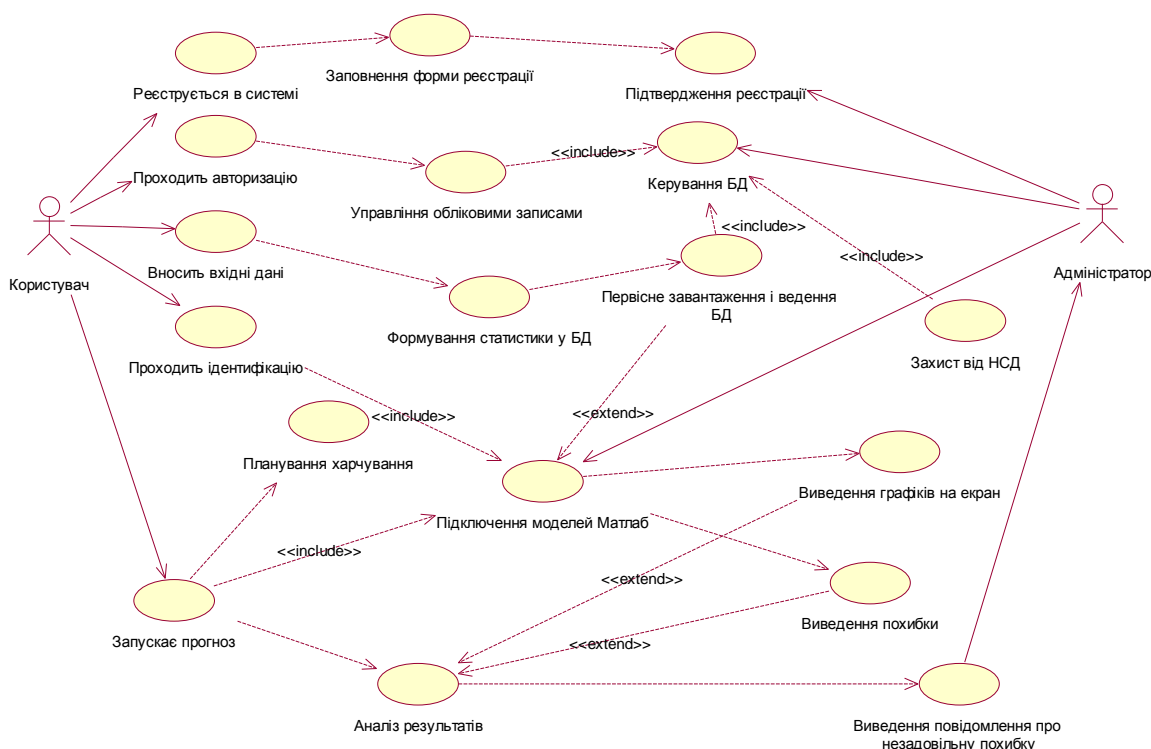 Заповнення форми реєстрації
Реєструється в системі
Підтвердження реєстрації
<<include>>
Проходить авторизацію
Керування БД
Управління обліковими записами
<<include>>
Вносить вхідні дані
<<include>>
Користувач
Адміністратор
Первісне завантаження і ведення
БД
Формування статистики у БД
Проходить ідентифікацію
Захист від НСД
<<include>>
<<extend>>
Планування харчування
Виведення графіків на екран
Підключення моделей Матлаб
<<include>>
<<extend>>
Запускає прогноз
Виведення похибки
<<extend>>
Аналіз результатів
Виведення повідомлення про
незадовільну похибку